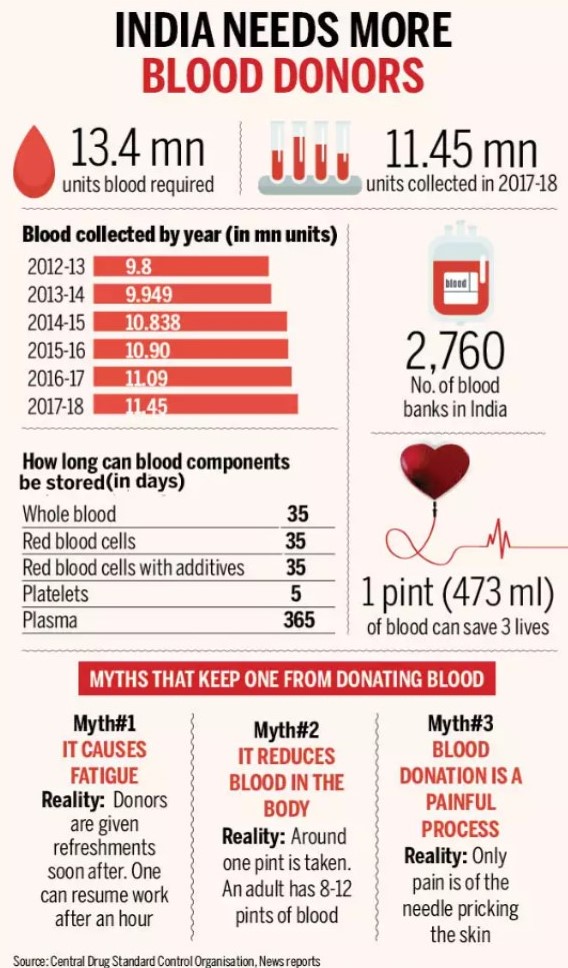 INDIA NEEDS MORE
BLOOD DONORS
13.4 mn
units blood required
11.45 mn
units collected in 2017-18
Blood collected by year (in mn units)
2012-13 9.8
2013-14 9.949
2014-15 10.838
2015-16 10.90
2016-17 11.09
2017-18 11.45
blood
2,760
No. of blood
banks in India
How long can blood components
be stored(in days)
Whole blood 35
Red blood cells 35
Red blood cells with additives 35
Platelets 5
Plasma 365
1 pint (473 ml)
of blood can save 3 lives
MYTHS THAT KEEP ONE FROM DONATING BLOOD
Myth#1
IT CAUSES
FATIGUE
Reality: Donors
are given
refreshments
soon after. One
can resume work
after an hour
Myth#2
IT REDUCES
BLOOD IN THE
BODY
Reality: Around
one pint is taken.
An adult has 8-12
pints of blood
Myth#3
BLOOD
DONATION IS A
PAINFUL
PROCESS
Reality: Only
pain is of the
needle pricking
the skin
Source: Central Drug Standard Control Organisation, News reports